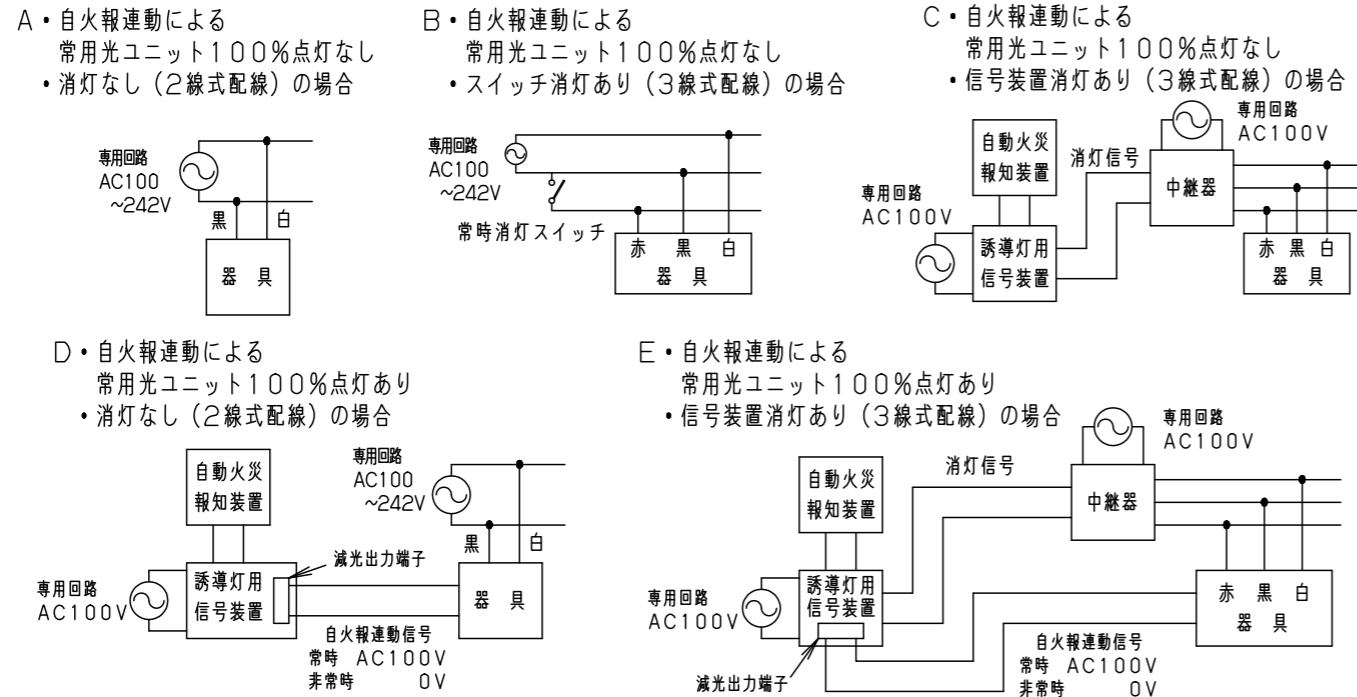 A・自火報連動による
常用光ユニット１００％点灯なし
・消灯なし（２線式配線）の場合
専用回路
AC100
~242V
黒
白
器 具
B・自火報連動による
常用光ユニット１００％点灯なし
・スイッチ消灯あり（３線式配線）の場合
専用回路
AC100
~242V
常時消灯スイッチ
赤 黒 白
器 具
C・自火報連動による
常用光ユニット１００％点灯なし
・信号装置消灯あり（３線式配線）の場合
専用回路
AC100V
自動火災
報知装置
消灯信号
中継器
専用回路
AC100V
誘導灯用
信号装置
赤 黒 白
器 具
D・自火報連動による
常用光ユニット１００％点灯あり
・消灯なし（２線式配線）の場合
専用回路
AC100
~242V
自動火災
報知装置
黒
白
減光出力端子
誘導灯用
信号装置
器 具
専用回路
AC100V
自火報連動信号
常時 AC100V
非常時 0V
E・自火報連動による
常用光ユニット１００％点灯あり
・信号装置消灯あり（３線式配線）の場合
専用回路
AC100V
消灯信号
自動火災
報知装置
中継器
誘導灯用
信号装置
専用回路
AC100V
赤 黒 白
器 具
自火報連動信号
常時 AC100V
非常時 0V
減光出力端子